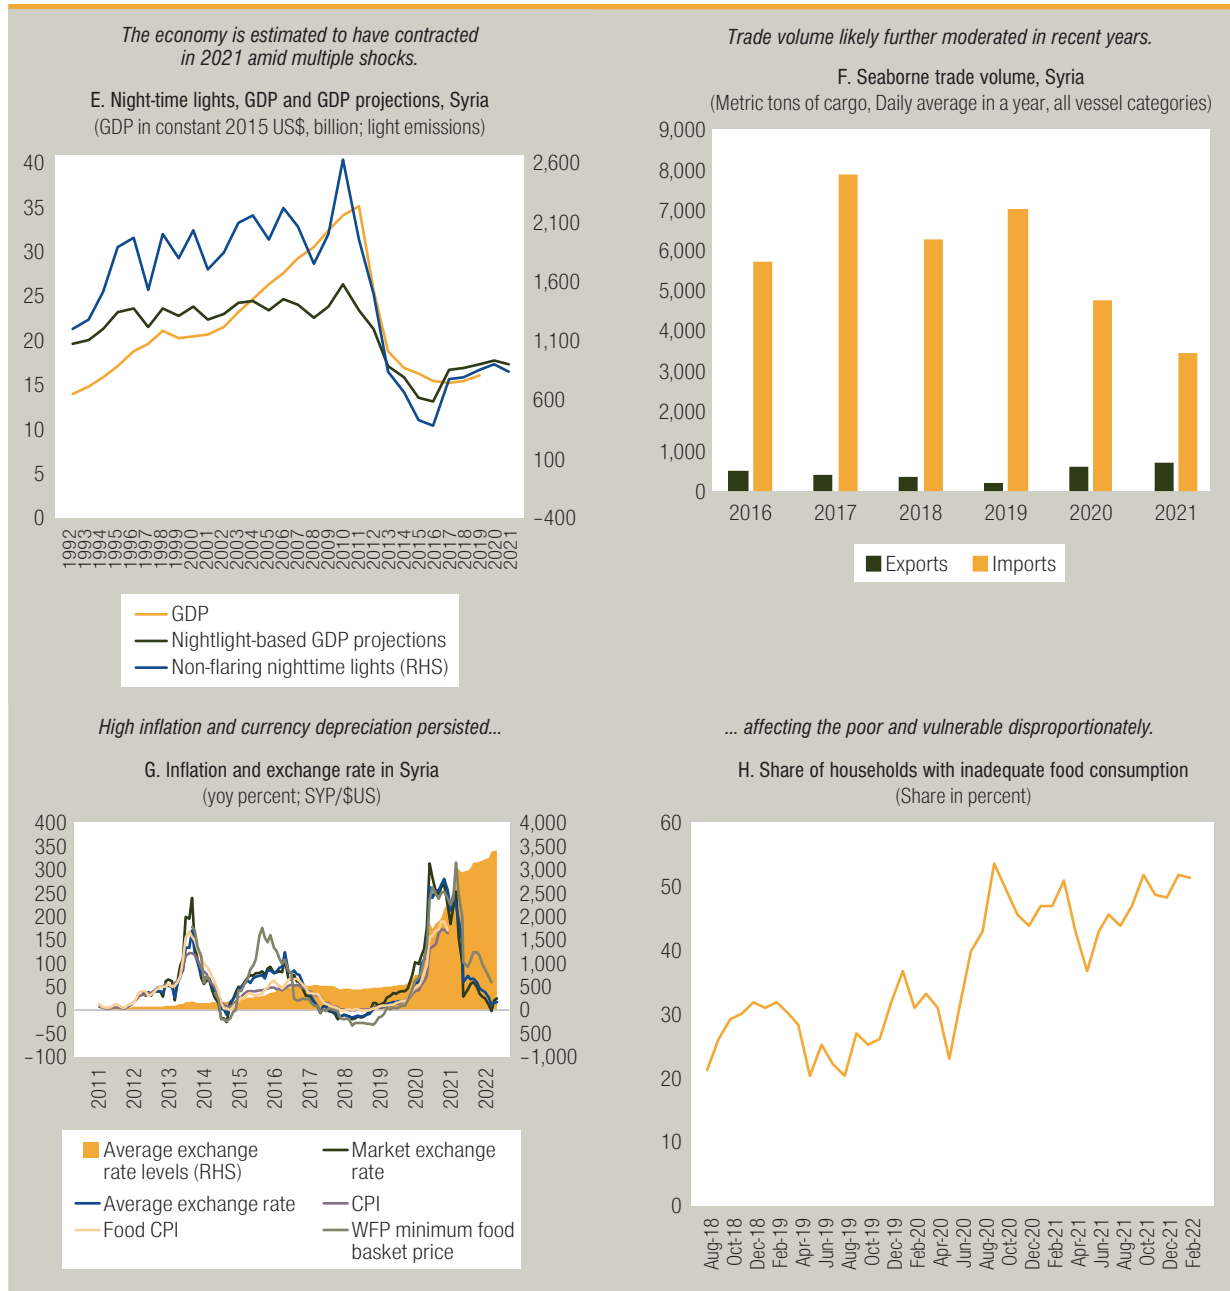 The economy is estimated to have contracted
in 2021 amid multiple shocks.
E. Night-time lights, GDP and GDP projections, Syria
(GDP in constant 2015 US$, billion; light emissions)
40
35
30
25
20
15
10
5
0
2,600
2,100
1,600
1,100
600
100
–400
1992
1993
1994
1995
1996
1997
1998
1999
2000
2001
2002
2003
2004
2005
2006
2007
2008
2009
2010
2011
2012
2013
2014
2015
2016
2017
2018
2019
2020
2021
GDP
Nightlight-based GDP projections
Non-flaring nighttime lights (RHS)
Trade volume likely further moderated in recent years.
F. Seaborne trade volume, Syria
(Metric tons of cargo, Daily average in a year, all vessel categories)
9,000
8,000
7,000
6,000
5,000
4,000
3,000
2,000
1,000
0
2016 2017 2018 2019 2020 2021
Exports Imports
High inflation and currency depreciation persisted...
G. Inflation and exchange rate in Syria
(yoy percent; SYP/$US)
400
350
300
250
200
150
100
50
0
–50
–100
4,000
3,500
3,000
2,500
2,000
1,500
1,000
500
0
500
–1,000
2011
2012
2013
2014
2015
2016
2017
2018
2019
2020
2021
2022
Average exchange
rate levels (RHS)
Market exchange
rate
Average exchange rate
CPI
Food CPI
WFP minimum food
basket price
... affecting the poor and vulnerable disproportionately.
H. Share of households with inadequate food consumption
(Share in percent)
60
50
40
30
20
10
0
Aug-18
Oct-18
Dec-18
Feb-19
Apr-19
Jun-19
Aug-19
Oct-19
Dec-19
Feb-20
Apr-20
Jun-20
Aug-20
Oct-20
Dec-20
Feb-21
Apr-21
Jun-21
Aug-21
Oct-21
Dec-21
Feb-22